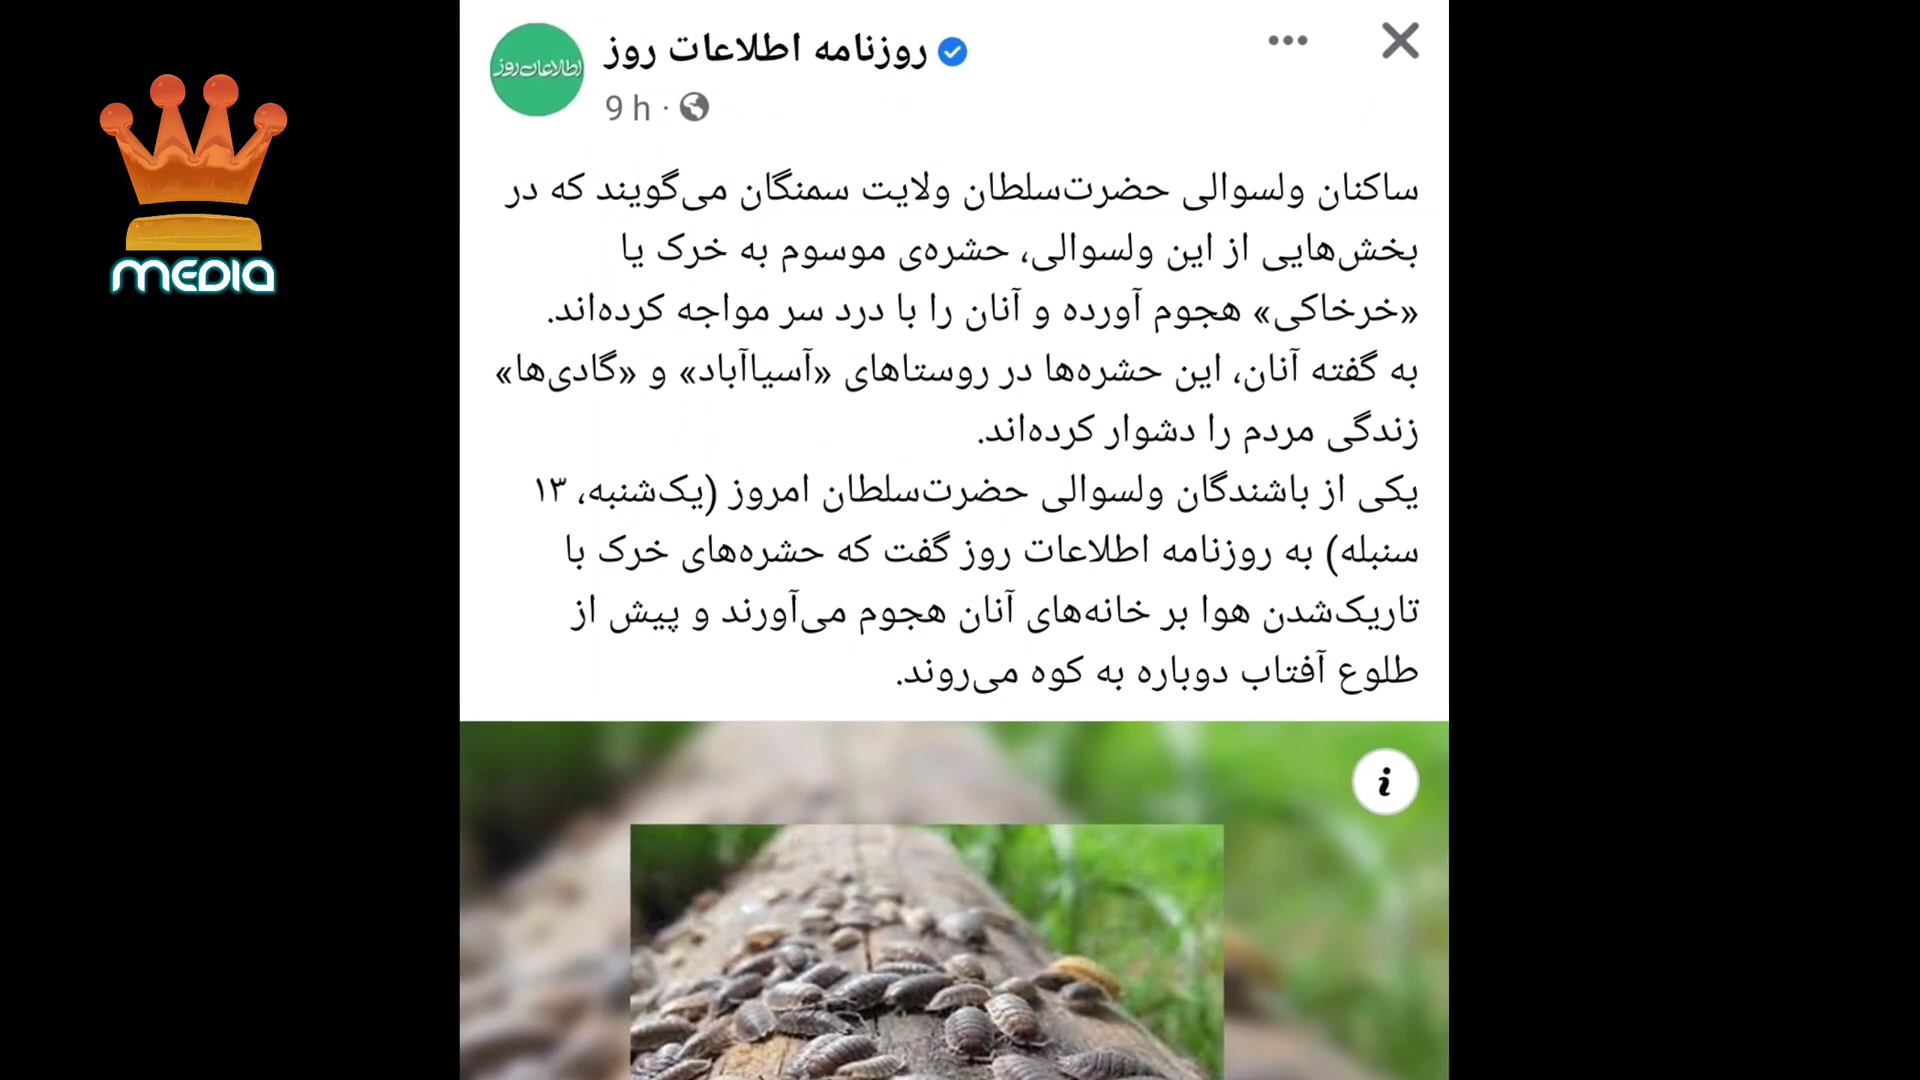 MEDIA
روزنامه اطلاعات روز
اطلاعات روز
9 h ·
ساکنان ولسوالی حضرت‌سلطان ولایت سمنگان می‌گویند که در
بخش‌هایی از این ولسوالی، حشره‌ی موسوم به خرک یا
«خرخاکی» هجوم آورده و آنان را با درد سر مواجه کرده‌اند.
به گفته آنان، این حشره‌ها در روستاهای «آسیاآباد» و «گادی‌ها»
زندگی مردم را دشوار کرده‌اند.
یکی از باشندگان ولسوالی حضرت‌سلطان امروز (یک‌شنبه، ۱۳
سنبله) به روزنامه اطلاعات روز گفت که حشره‌های خرک با
تاریک‌شدن هوا بر خانه‌های آنان هجوم می‌آورند و پیش از
طلوع آفتاب دوباره به کوه می‌روند.
i